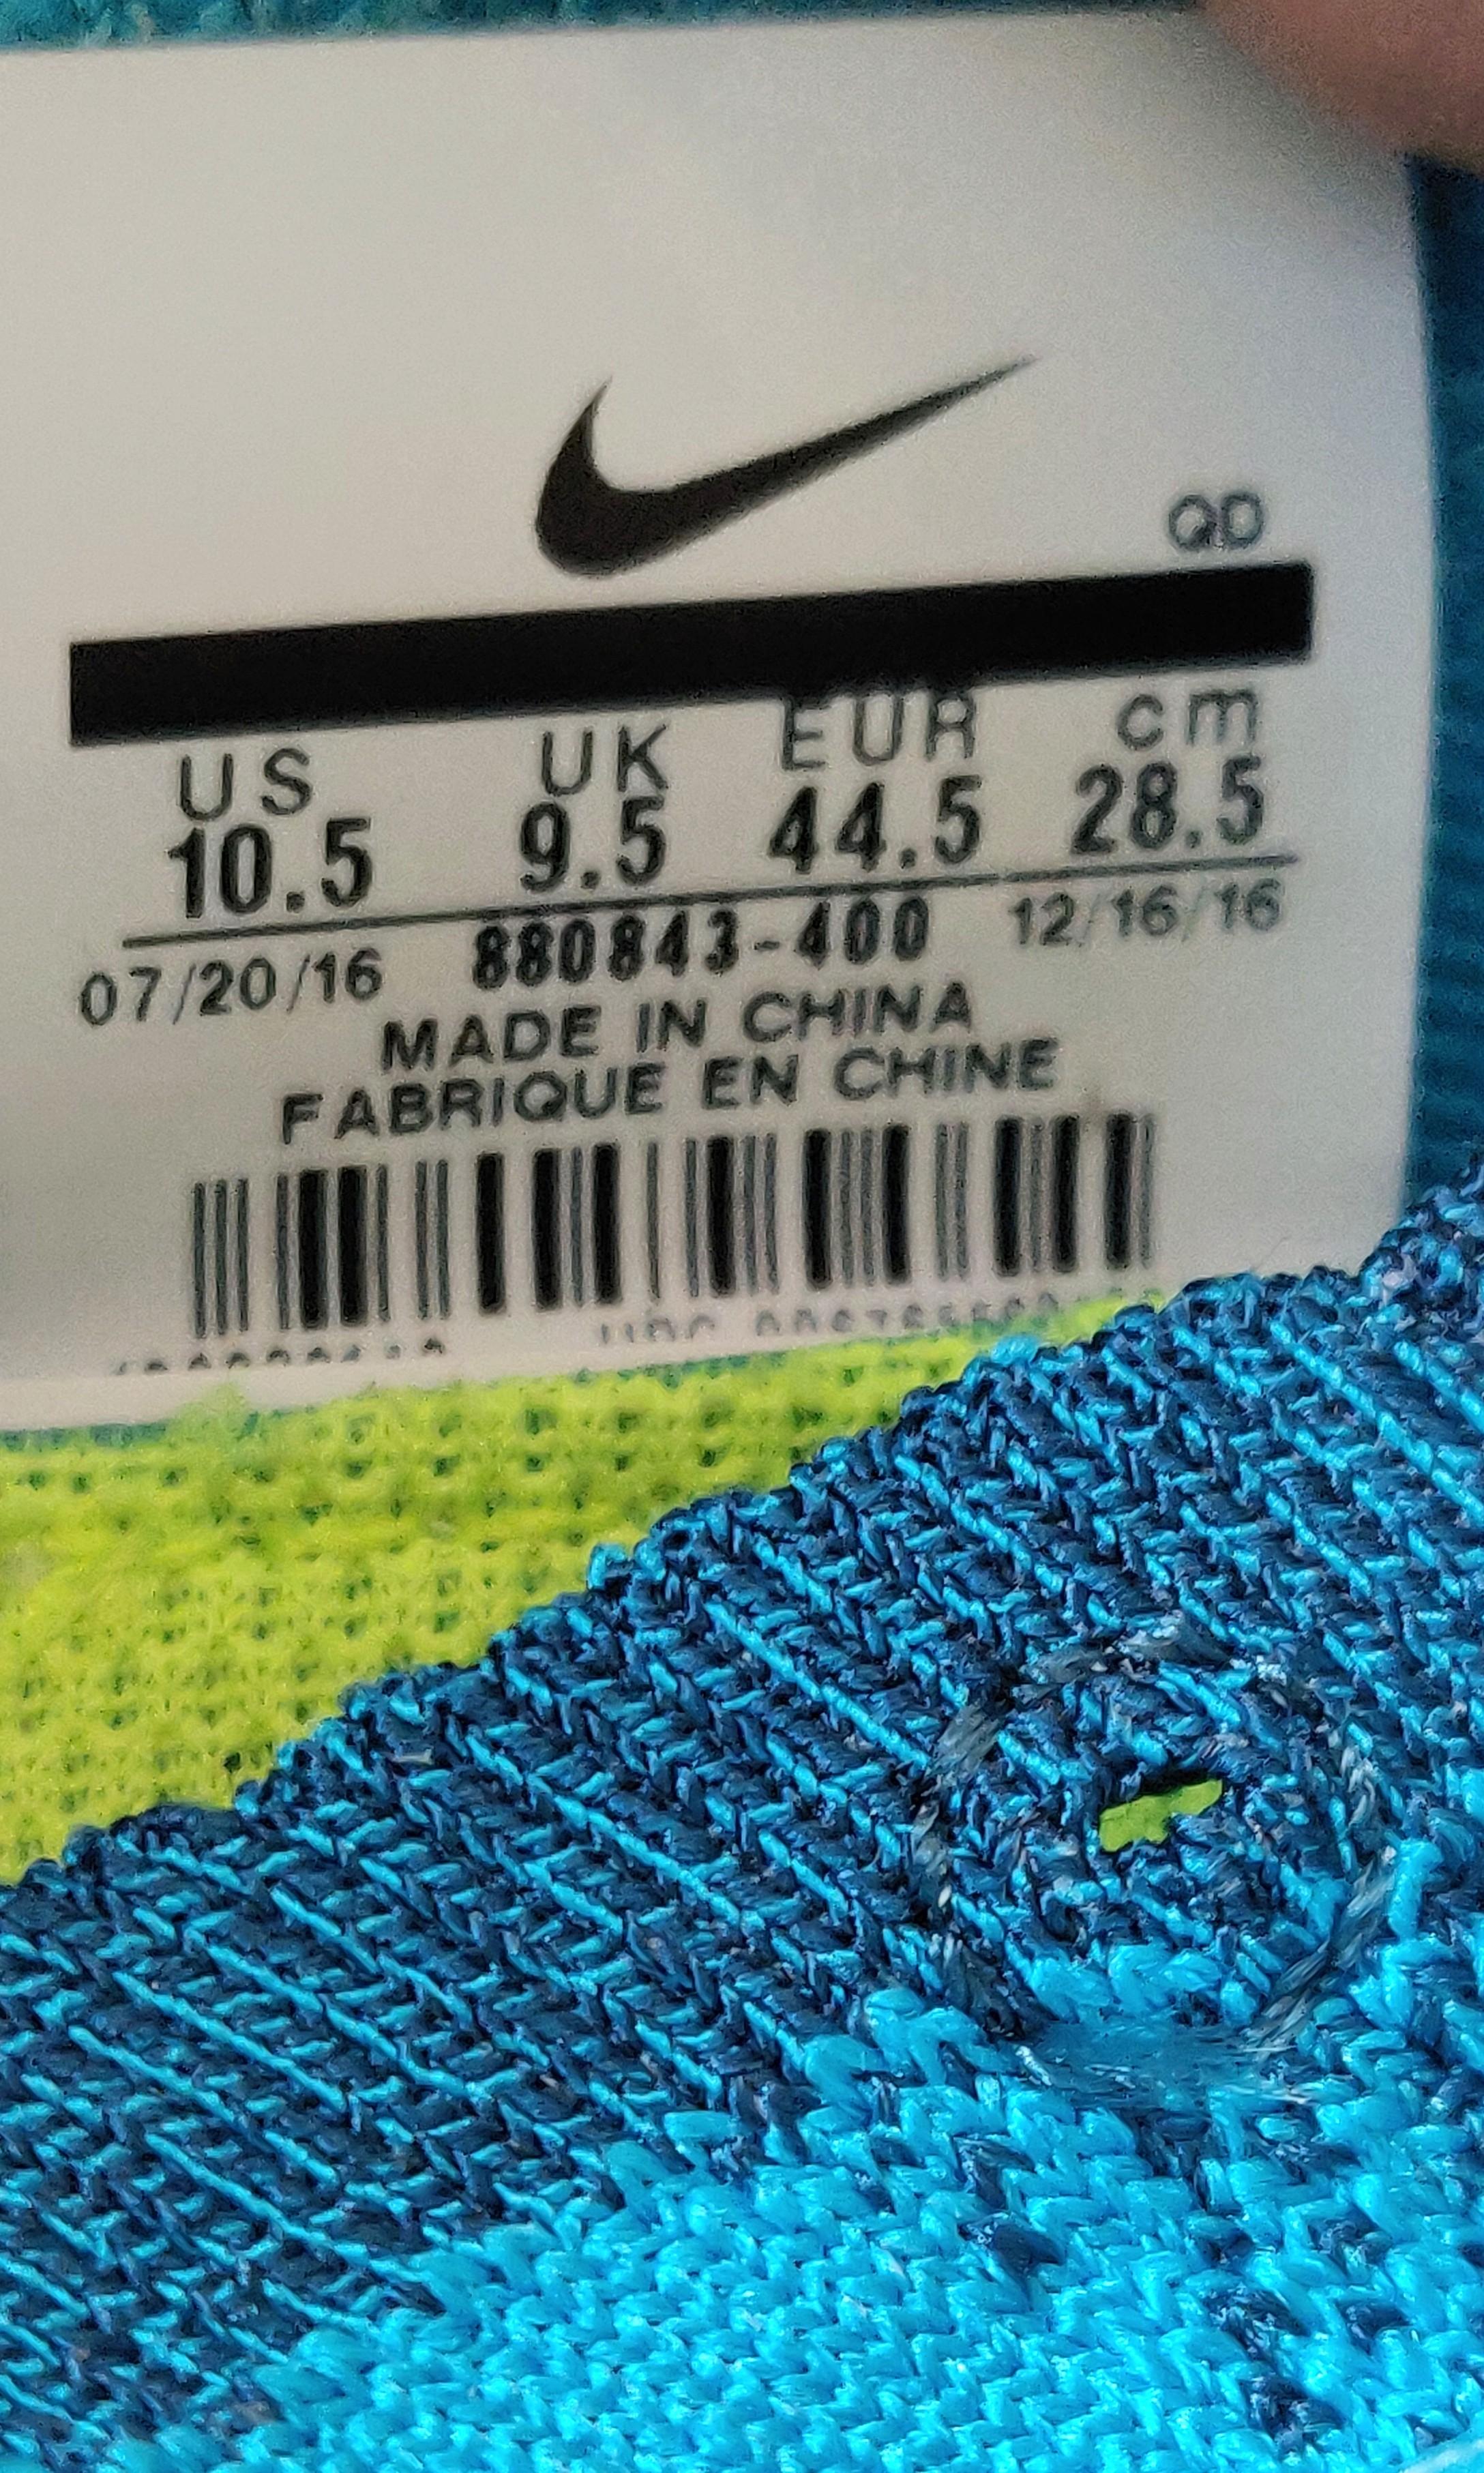 QD
US UK EUR cm
10.5 9.5 44.5 28.5
07/20/16 880843-400 12/16/16
MADE IN CHINA
FABRIQUE EN CHINE